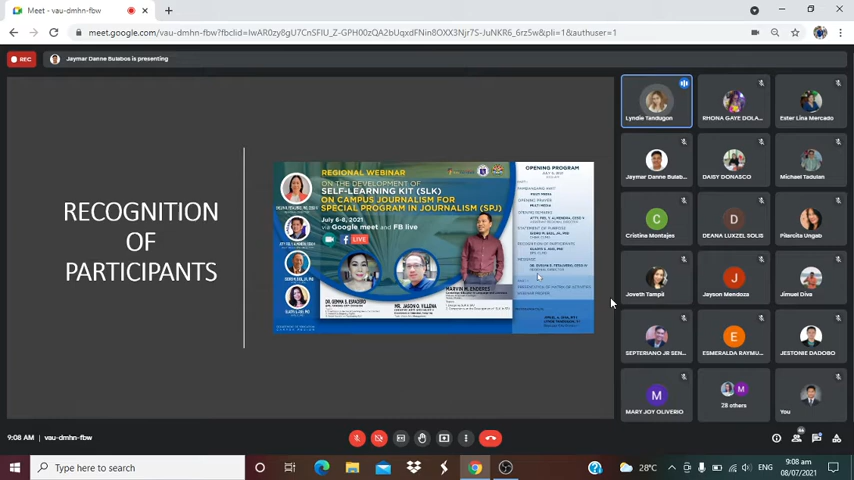 Meet - vau-dmhn-fbw
meet.google.com/vau-dmhn-fbw?fbclid=IwAR0zy8gU7CnSFIU_Z-GPH00zQA2bUqxdFNin8OXX3Njr7S-JuNKR6_6rz5w&pli=1&authuser=1
REC
Jaymar Danne Bulabos is presenting
RECOGNITION
OF
PARTICIPANTS
REGIONAL WEBINAR
ON THE DEVELOPMENT OF
SELF-LEARNING KIT (SLK)
ON CAMPUS JOURNALISM FOR
SPECIAL PROGRAM IN JOURNALISM (SPJ)
July 6-8, 2021
via Google meet and FB live
LIVE
MARVIN M. ENDERES
MR. JASON O. VILLENA
OPENING PROGRAM
OPENING PRAYER
Lyndie Tandugon
RHONA GAYE DOLA...
Ester Lina Mercado
Jaymar Danne Bulab...
DAISY DONASCO
Michael Tadulan
C
Cristina Montajes
D
DEANA LUXZEL SOLIS
Pilarcita Ungab
Joveth Tampil
J
Jayson Mendoza
Jimuel Diva
SEPTERIANO JR SEN...
E
ESMERALDA RAYMU...
JESTONIE DADOBO
M
MARY JOY OLIVERIO
M
28 others
You
9:08 AM
vau-dmhn-fbw
Type here to search
28°C
ENG
9:08 am
08/07/2021